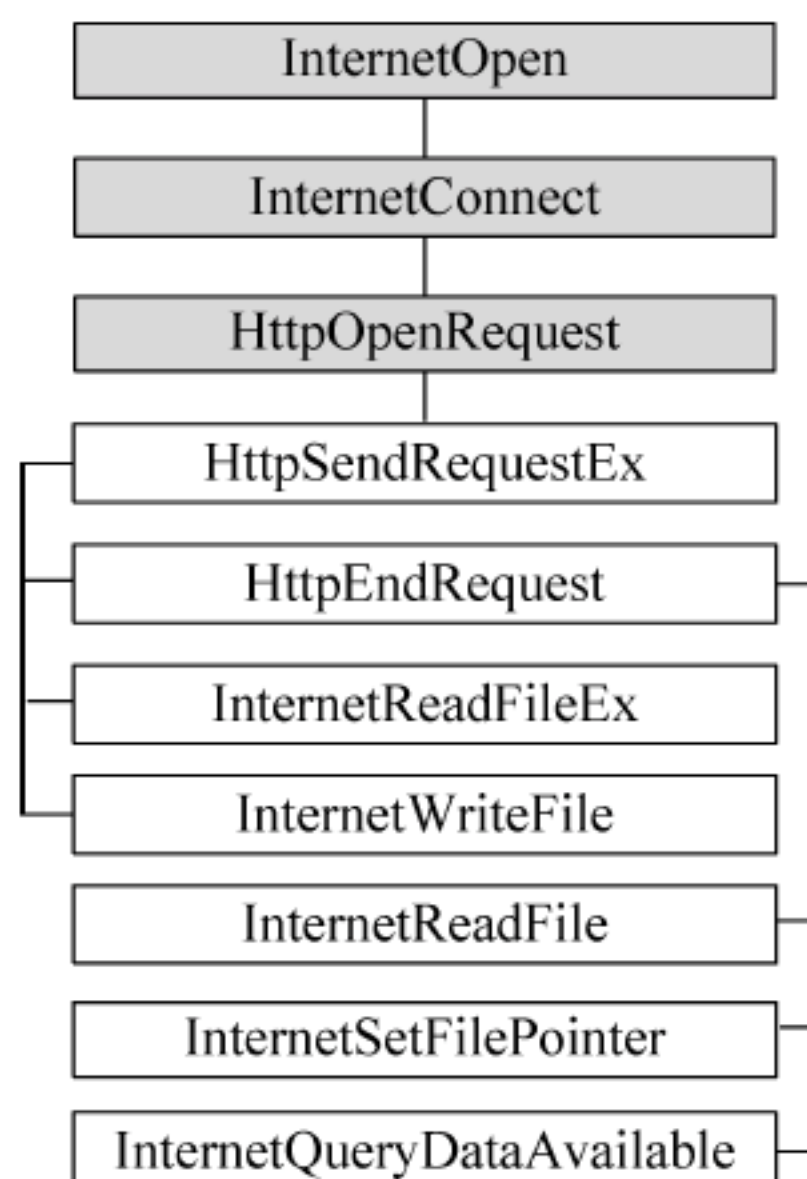 InternetOpen
InternetConnect
HttpOpenRequest
HttpSendRequestEx
HttpEndRequest
InternetReadFileEx
InternetWriteFile
InternetReadFile
InternetSetFilePointer
InternetQueryDataAvailable